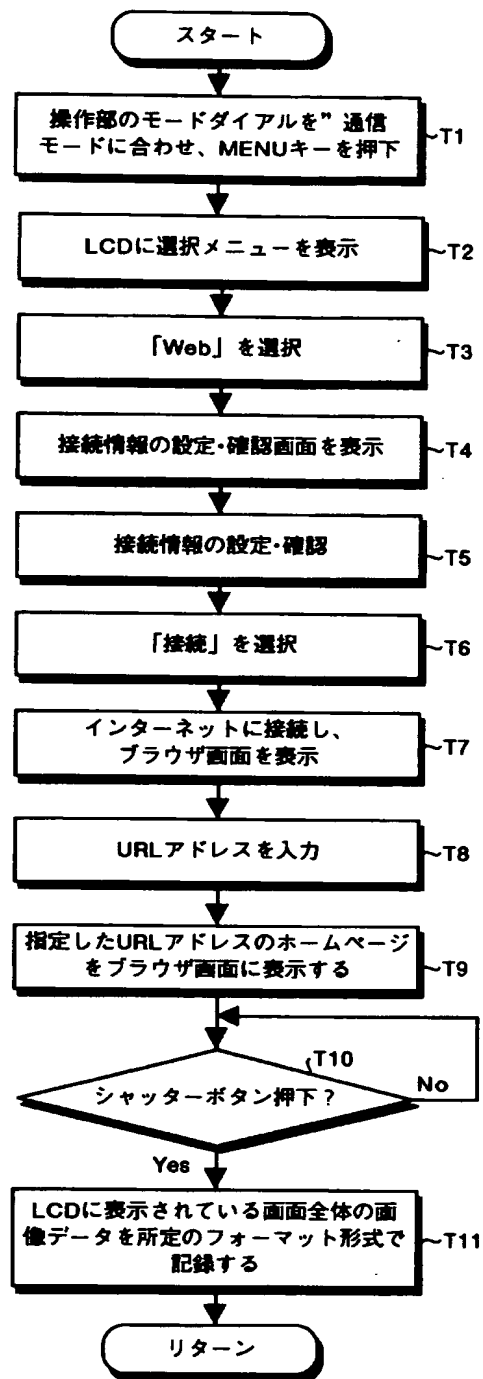 スタート
操作部のモードダイアルを”通信
モードに合わせ、MENUキーを押下
T1
LCDに選択メニューを表示
T2
「Web」を選択
T3
接続情報の設定・確認画面を表示
T4
接続情報の設定・確認
T5
「接続」を選択
T6
インターネットに接続し、
ブラウザ画面を表示
T7
URLアドレスを入力
T8
指定したURLアドレスのホームページ
をブラウザ画面に表示する
T9
T10
シャッターボタン押下？
No
Yes
LCDに表示されている画面全体の画
像データを所定のフォーマット形式で
記録する
T11
リターン